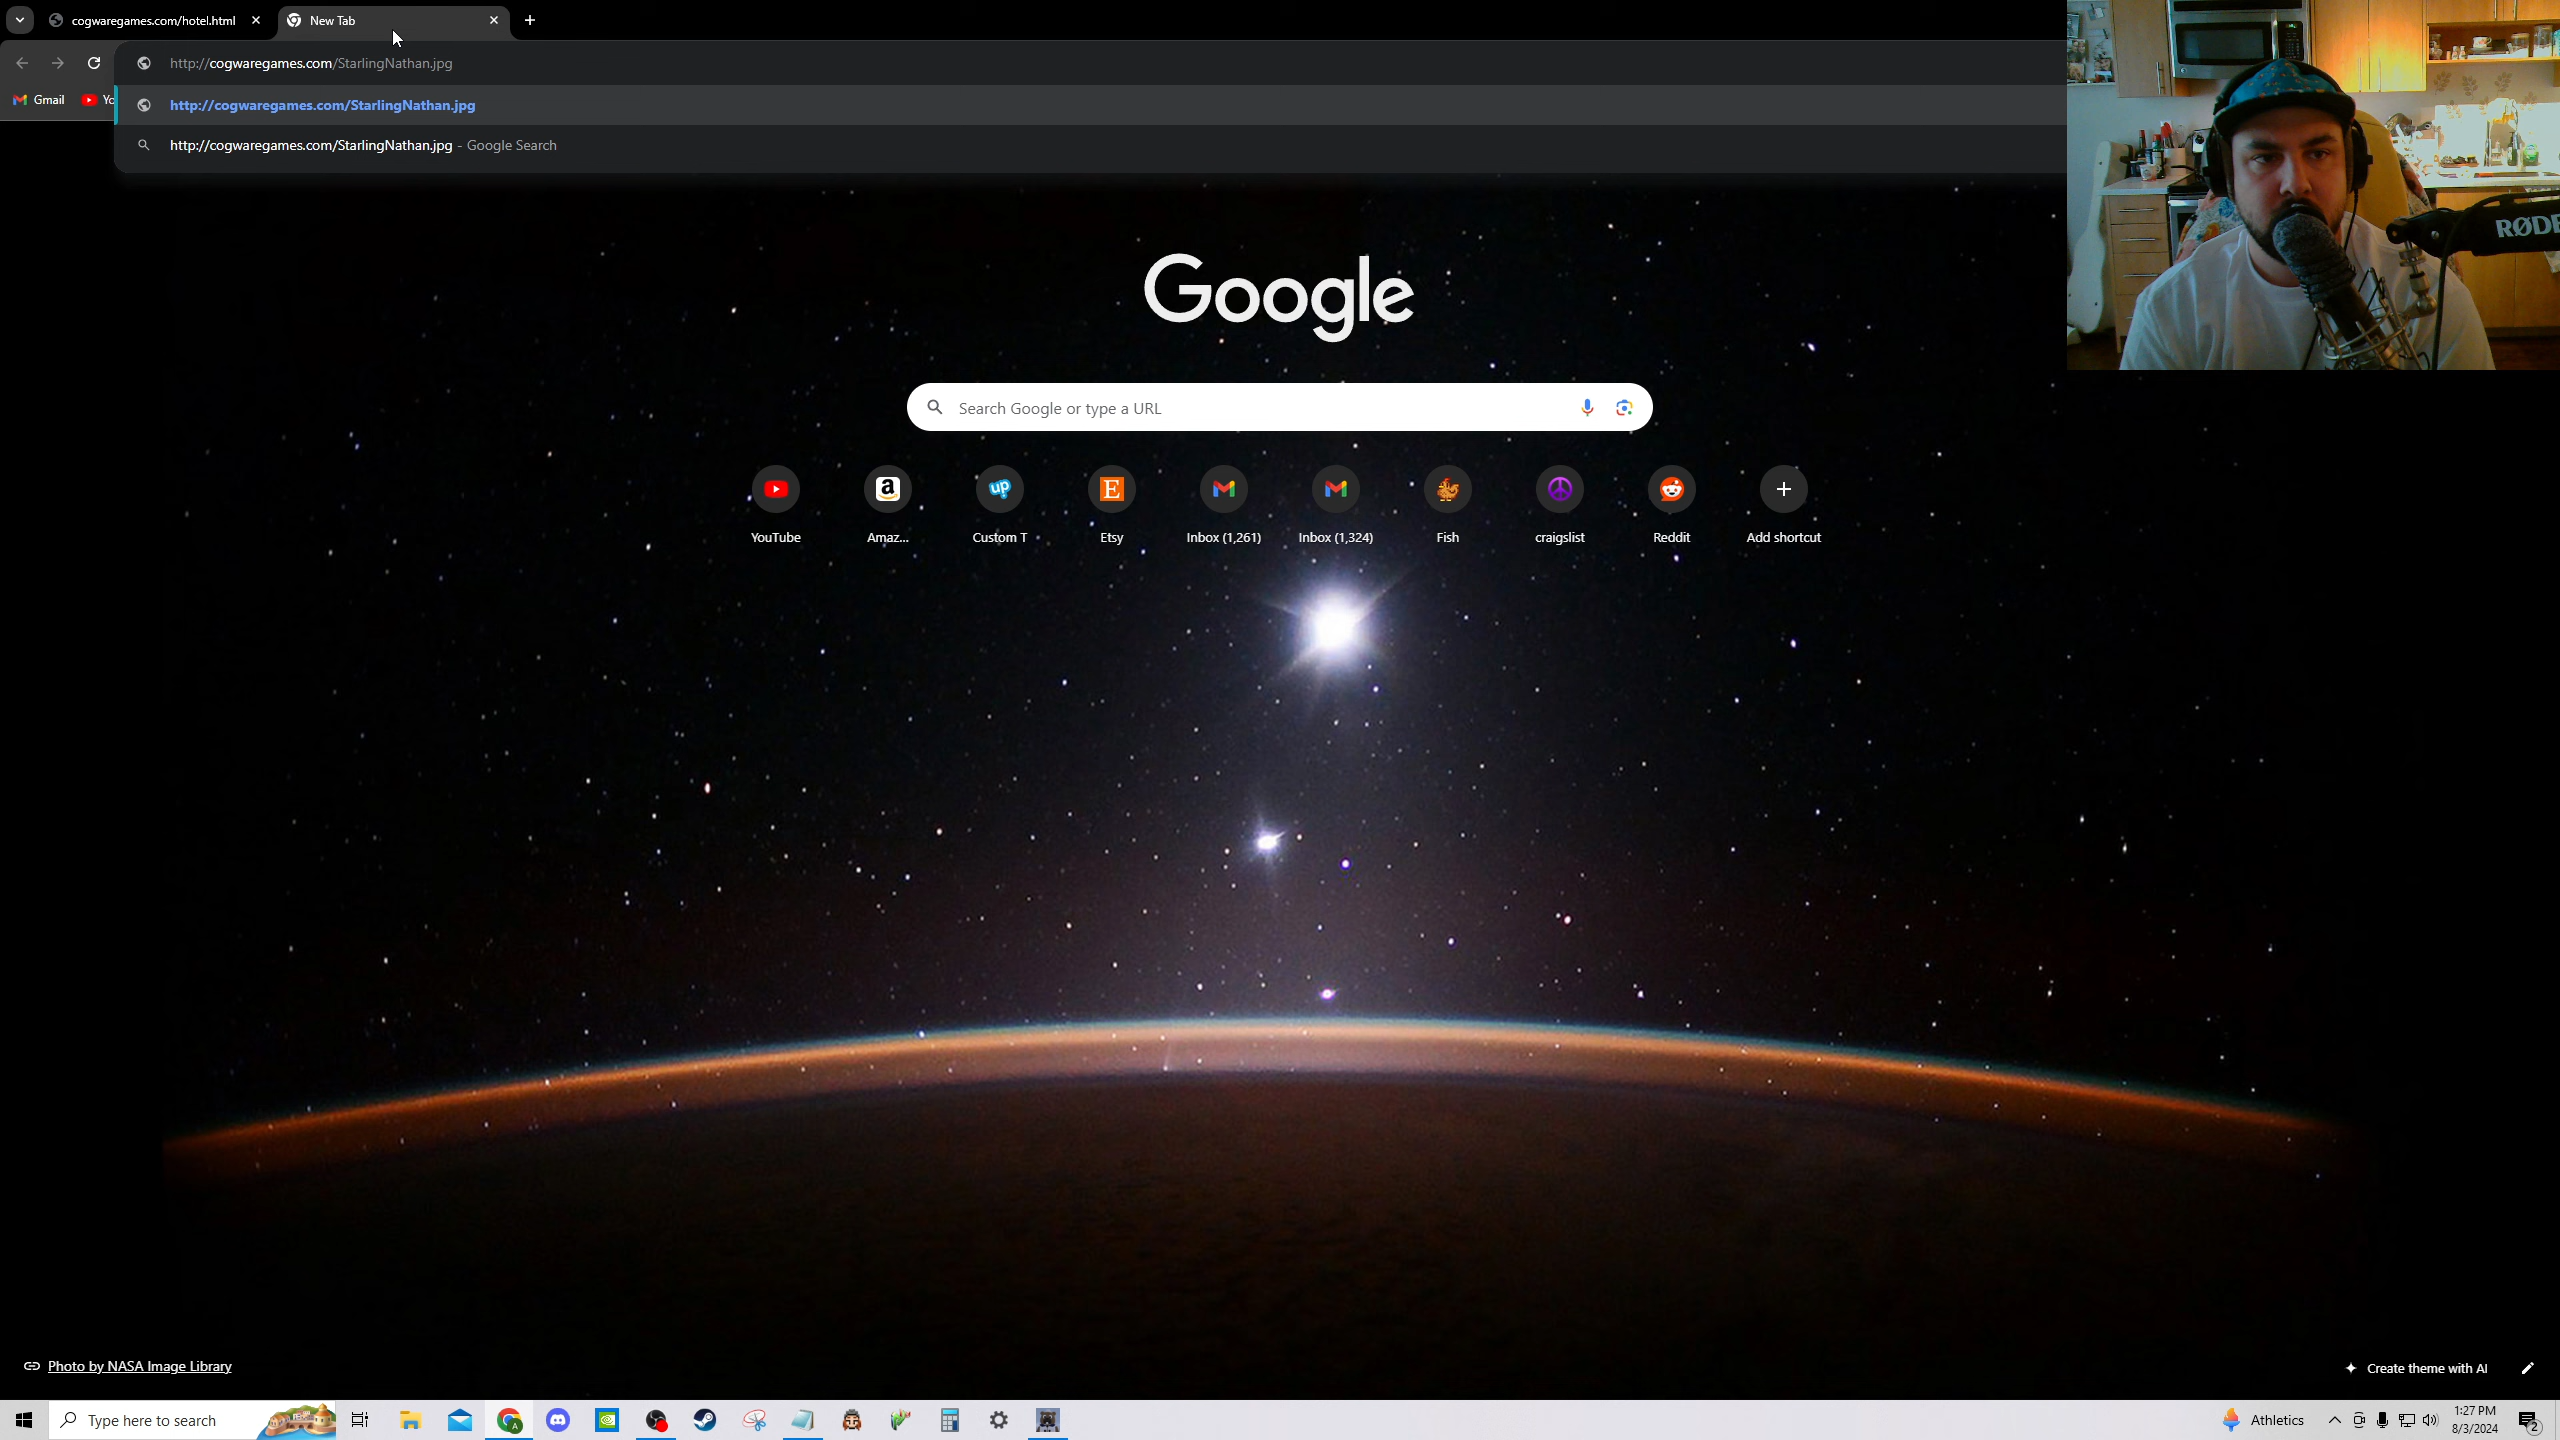 cogwaregames.com/hotel.html
New Tab
http://cogwaregames.com/StarlingNathan.jpg
Gmail Yo
http://cogwaregames.com/StarlingNathan.jpg
http://cogwaregames.com/StarlingNathan.jpg - Google Search
RØDE
Google
Search Google or type a URL
up
YouTube
Amaz...
Custom T
Etsy
Inbox (1,261)
Inbox (1,324)
Fish
craigslist
Reddit
Add shortcut
Photo by NASA Image Library
Create theme with AI
Type here to search
Athletics
1:27 PM
8/3/2024
2